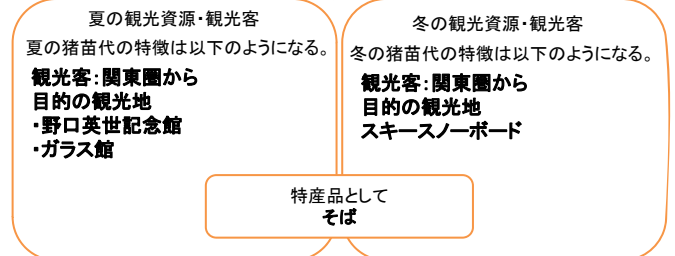 夏の観光資源・観光客
夏の猪苗代の特徴は以下のようになる。
観光客:関東圏から
目的の観光地
・野口英世記念館
・ガラス館
冬の観光資源・観光客
冬の猪苗代の特徴は以下のようになる。
観光客:関東圏から
目的の観光地
スキースノーボード
特産品として
そば